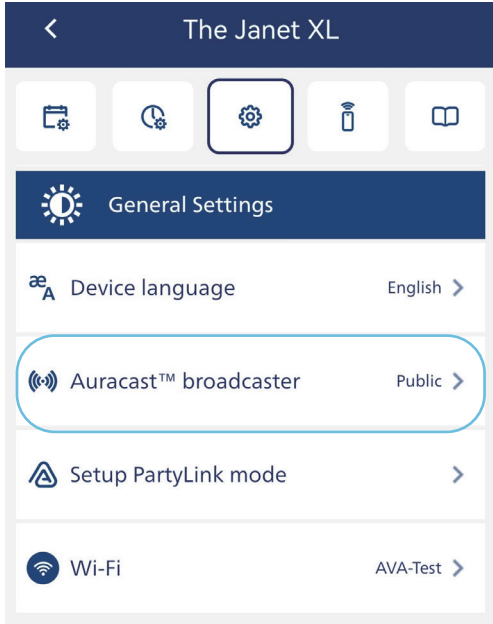 The Janet XL
General Settings
Device language English
Auracast™ broadcaster Public
Setup PartyLink mode
Wi-Fi AVA-Test